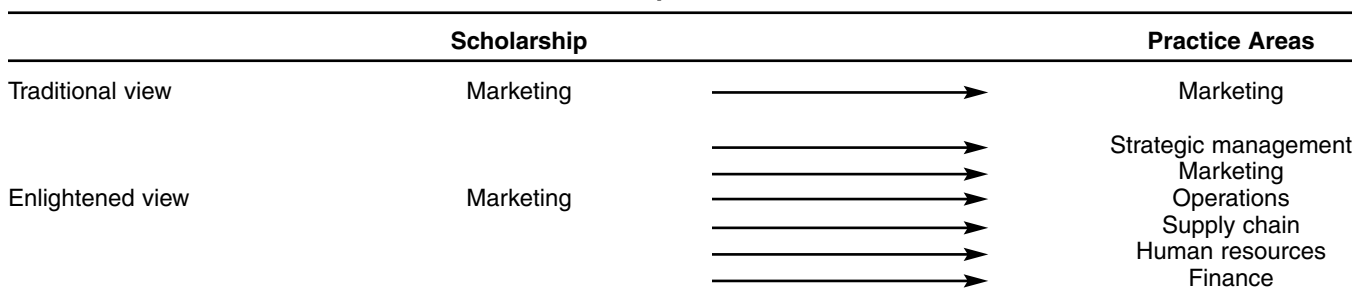 Scholarship Practice Areas
Traditional view Marketing Marketing
Strategic management
Marketing
Enlightened view Marketing Operations
Supply chain
Human resources
Finance